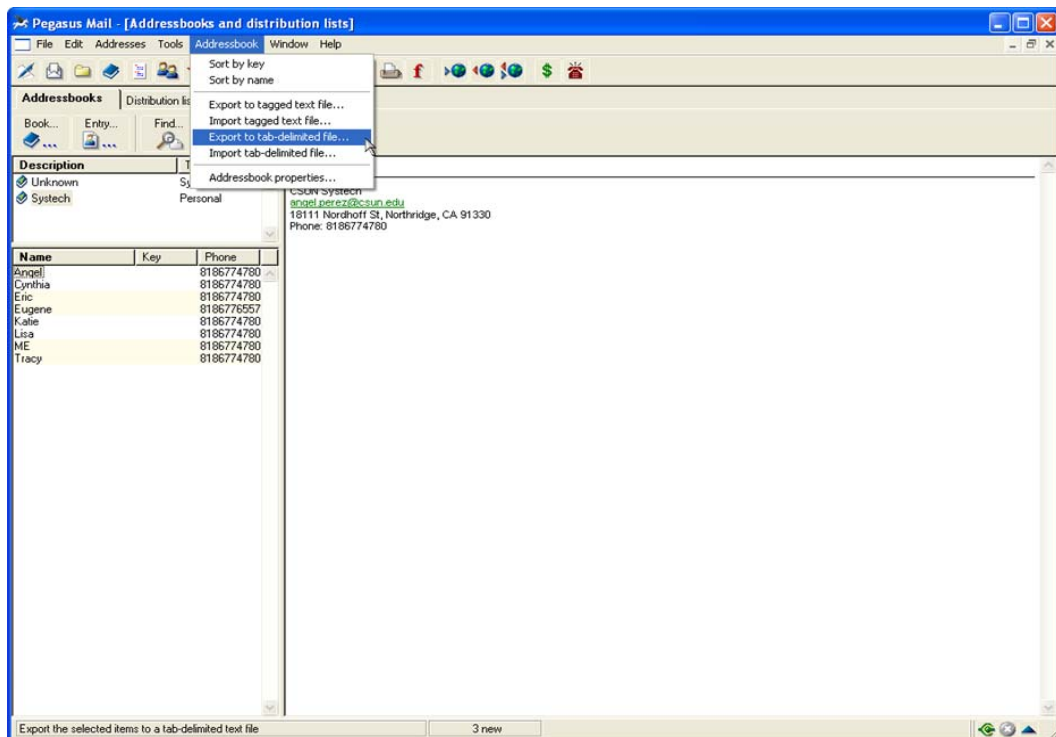 Pegasus Mail - [Addressbooks and distribution lists]
File Edit Addresses Tools Addressbook Window Help
Sort by key
Sort by name
Export to tagged text file...
Import tagged text file...
Export to tab-delimited file...
Import tab-delimited file...
Addressbook properties...
Addressbooks Distribution
Book... Entry... Find...
Description
Unknown
Systech Personal
CSUN Systech
angel.perez@csun.edu
18111 Nordhoff St, Northridge, CA 91330
Phone: 8186774780
Name Key Phone
Angel 8186774780
Cynthia 8186774780
Eric 8186774780
Eugene 8186776557
Katie 8186774780
Lisa 8186774780
ME 8186774780
Tracy 8186774780
Export the selected items to a tab-delimited text file 3 new